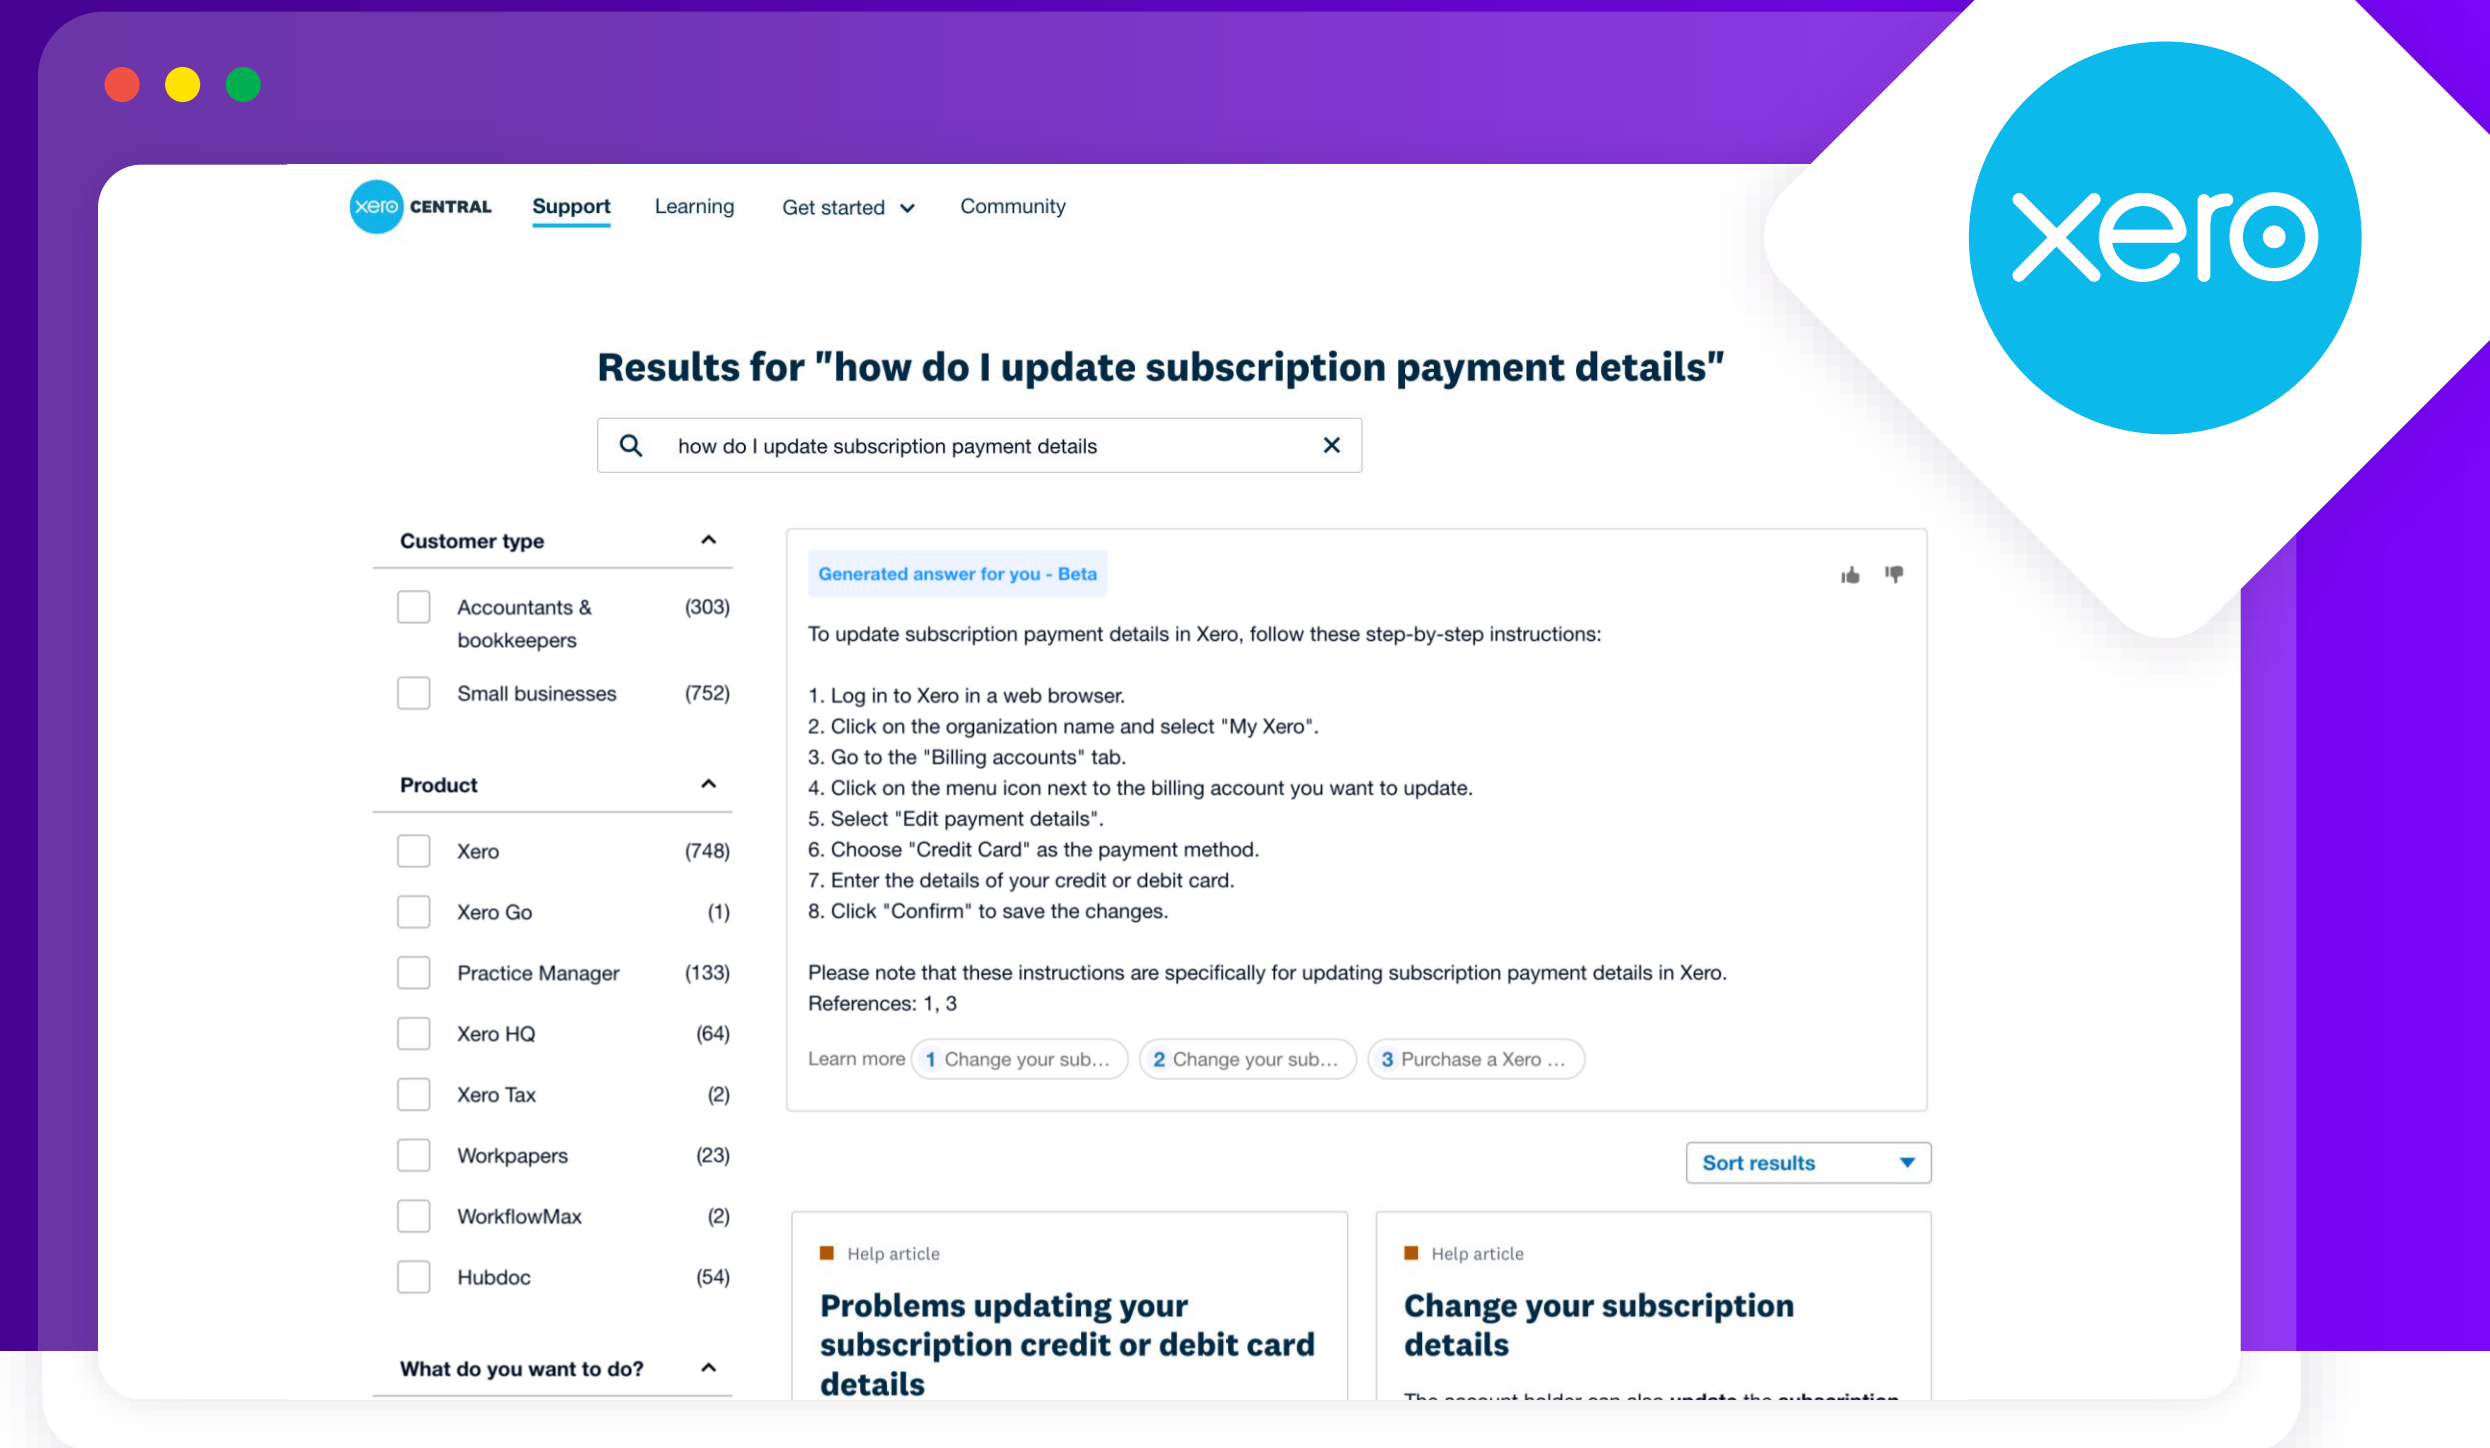 xero
xero CENTRAL Support Learning Get started Community
Results for "how do I update subscription payment details"
how do I update subscription payment details
Customer type
Accountants & bookkeepers (303)
Small businesses (752)
Product
Xero (748)
Xero Go (1)
Practice Manager (133)
Xero HQ (64)
Xero Tax (2)
Workpapers (23)
WorkflowMax (2)
Hubdoc (54)
What do you want to do?
Generated answer for you - Beta
To update subscription payment details in Xero, follow these step-by-step instructions:
1. Log in to Xero in a web browser.
2. Click on the organization name and select "My Xero".
3. Go to the "Billing accounts" tab.
4. Click on the menu icon next to the billing account you want to update.
5. Select "Edit payment details".
6. Choose "Credit Card" as the payment method.
7. Enter the details of your credit or debit card.
8. Click "Confirm" to save the changes.
Please note that these instructions are specifically for updating subscription payment details in Xero.
References: 1, 3
Learn more 1 Change your sub... 2 Change your sub... 3 Purchase a Xero ...
Sort results
Help article
Problems updating your
subscription credit or debit card
details
Help article
Change your subscription
details
The account holder can also update the subscription